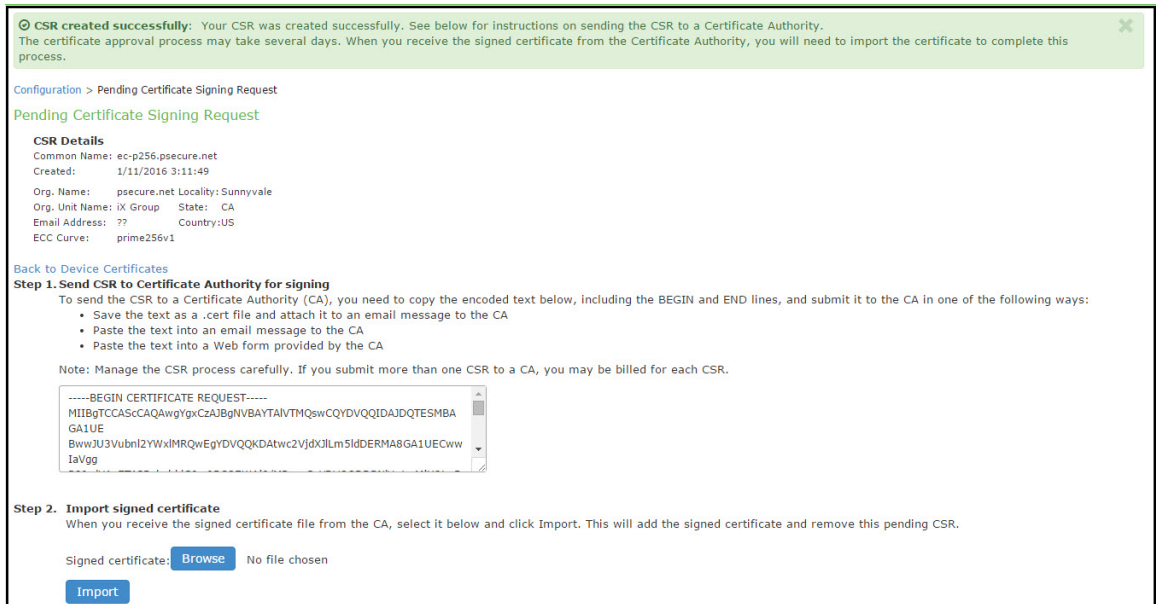 CSR created successfully: Your CSR was created successfully. See below for instructions on sending the CSR to a Certificate Authority.
The certificate approval process may take several days. When you receive the signed certificate from the Certificate Authority, you will need to import the certificate to complete this
process.
Configuration > Pending Certificate Signing Request
Pending Certificate Signing Request
CSR Details
Common Name: ec-p256.psecure.net
Created: 1/11/2016 3:11:49
Org. Name: psecure.net Locality: Sunnyvale
Org. Unit Name: iX Group State: CA
Email Address: ?? Country:US
ECC Curve: prime256v1
Back to Device Certificates
Step 1. Send CSR to Certificate Authority for signing
To send the CSR to a Certificate Authority (CA), you need to copy the encoded text below, including the BEGIN and END lines, and submit it to the CA in one of the following ways:
• Save the text as a .cert file and attach it to an email message to the CA
• Paste the text into an email message to the CA
• Paste the text into a Web form provided by the CA
Note: Manage the CSR process carefully. If you submit more than one CSR to a CA, you may be billed for each CSR.
-----BEGIN CERTIFICATE REQUEST-----
MIIBgTCCAScCAQAwgYgxCzAJBgNVBAYTAlVTMQswCQYDVQQIDAJDQTESMBA
GA1UE
BwwJU3Vubnl2YWxlMRQwEgYDVQQKDAtwc2VjdXJlLm5ldDERMA8GA1UECww
IaVgg
Step 2. Import signed certificate
When you receive the signed certificate file from the CA, select it below and click Import. This will add the signed certificate and remove this pending CSR.
Signed certificate: Browse No file chosen
Import